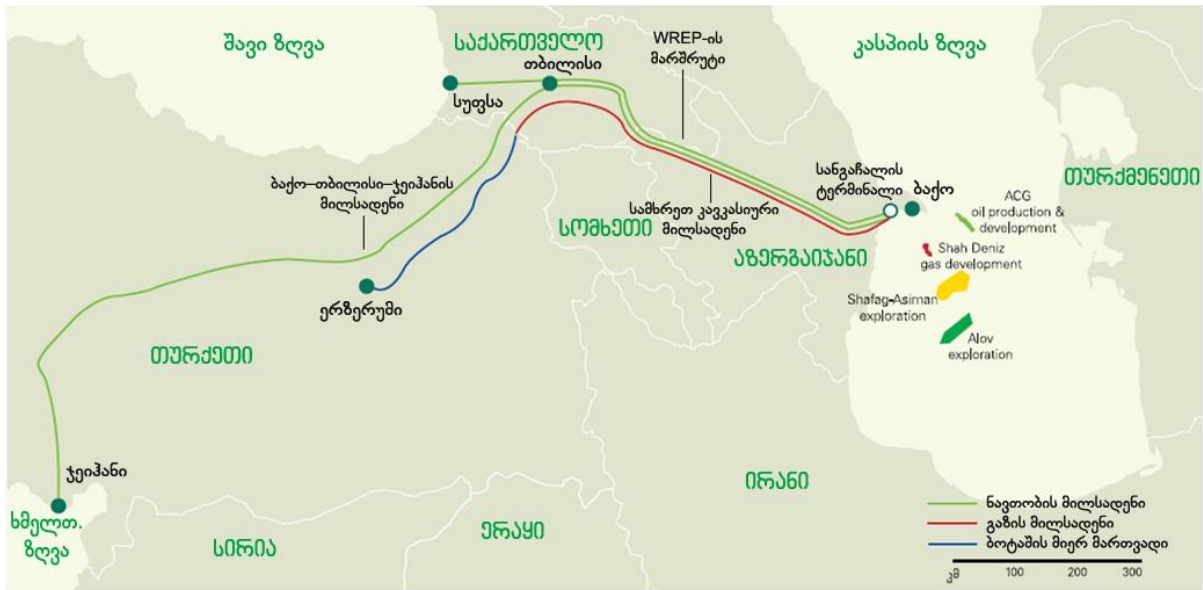 შავი ზღვა
საქართველო
თბილისი
სუფსა
WREP-ის
მარშრუტი
კასპიის ზღვა
ბაქო–თბილისი–ჯეიჰანის
მილსადენი
სომხეთი
სამხრეთ კავკასიური
მილსადენი
სანგაჩალის
ტერმინალი
ბაქო
თურქმენეთი
აზერბაიჯანი
ACG
oil production &
development
Shah Deniz
gas development
Shafag-Asiman
exploration
Alov
exploration
ერზერუმი
თურქეთი
ჯეიჰანი
ხმელთ.
ზღვა
სირია
ერაყი
ირანი
ნავთობის მილსადენი
გაზის მილსადენი
ბოტაშის მიერ მართვადი
კმ 100 200 300